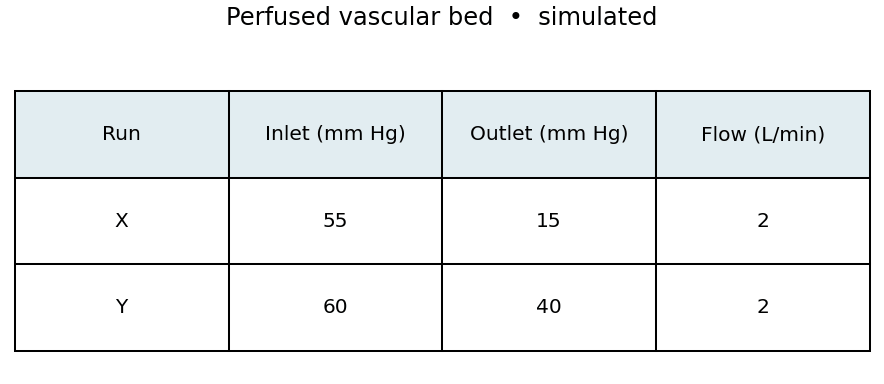 Perfused vascular bed • simulated
Run Inlet (mm Hg) Outlet (mm Hg) Flow (L/min)
X 55 15 2
Y 60 40 2